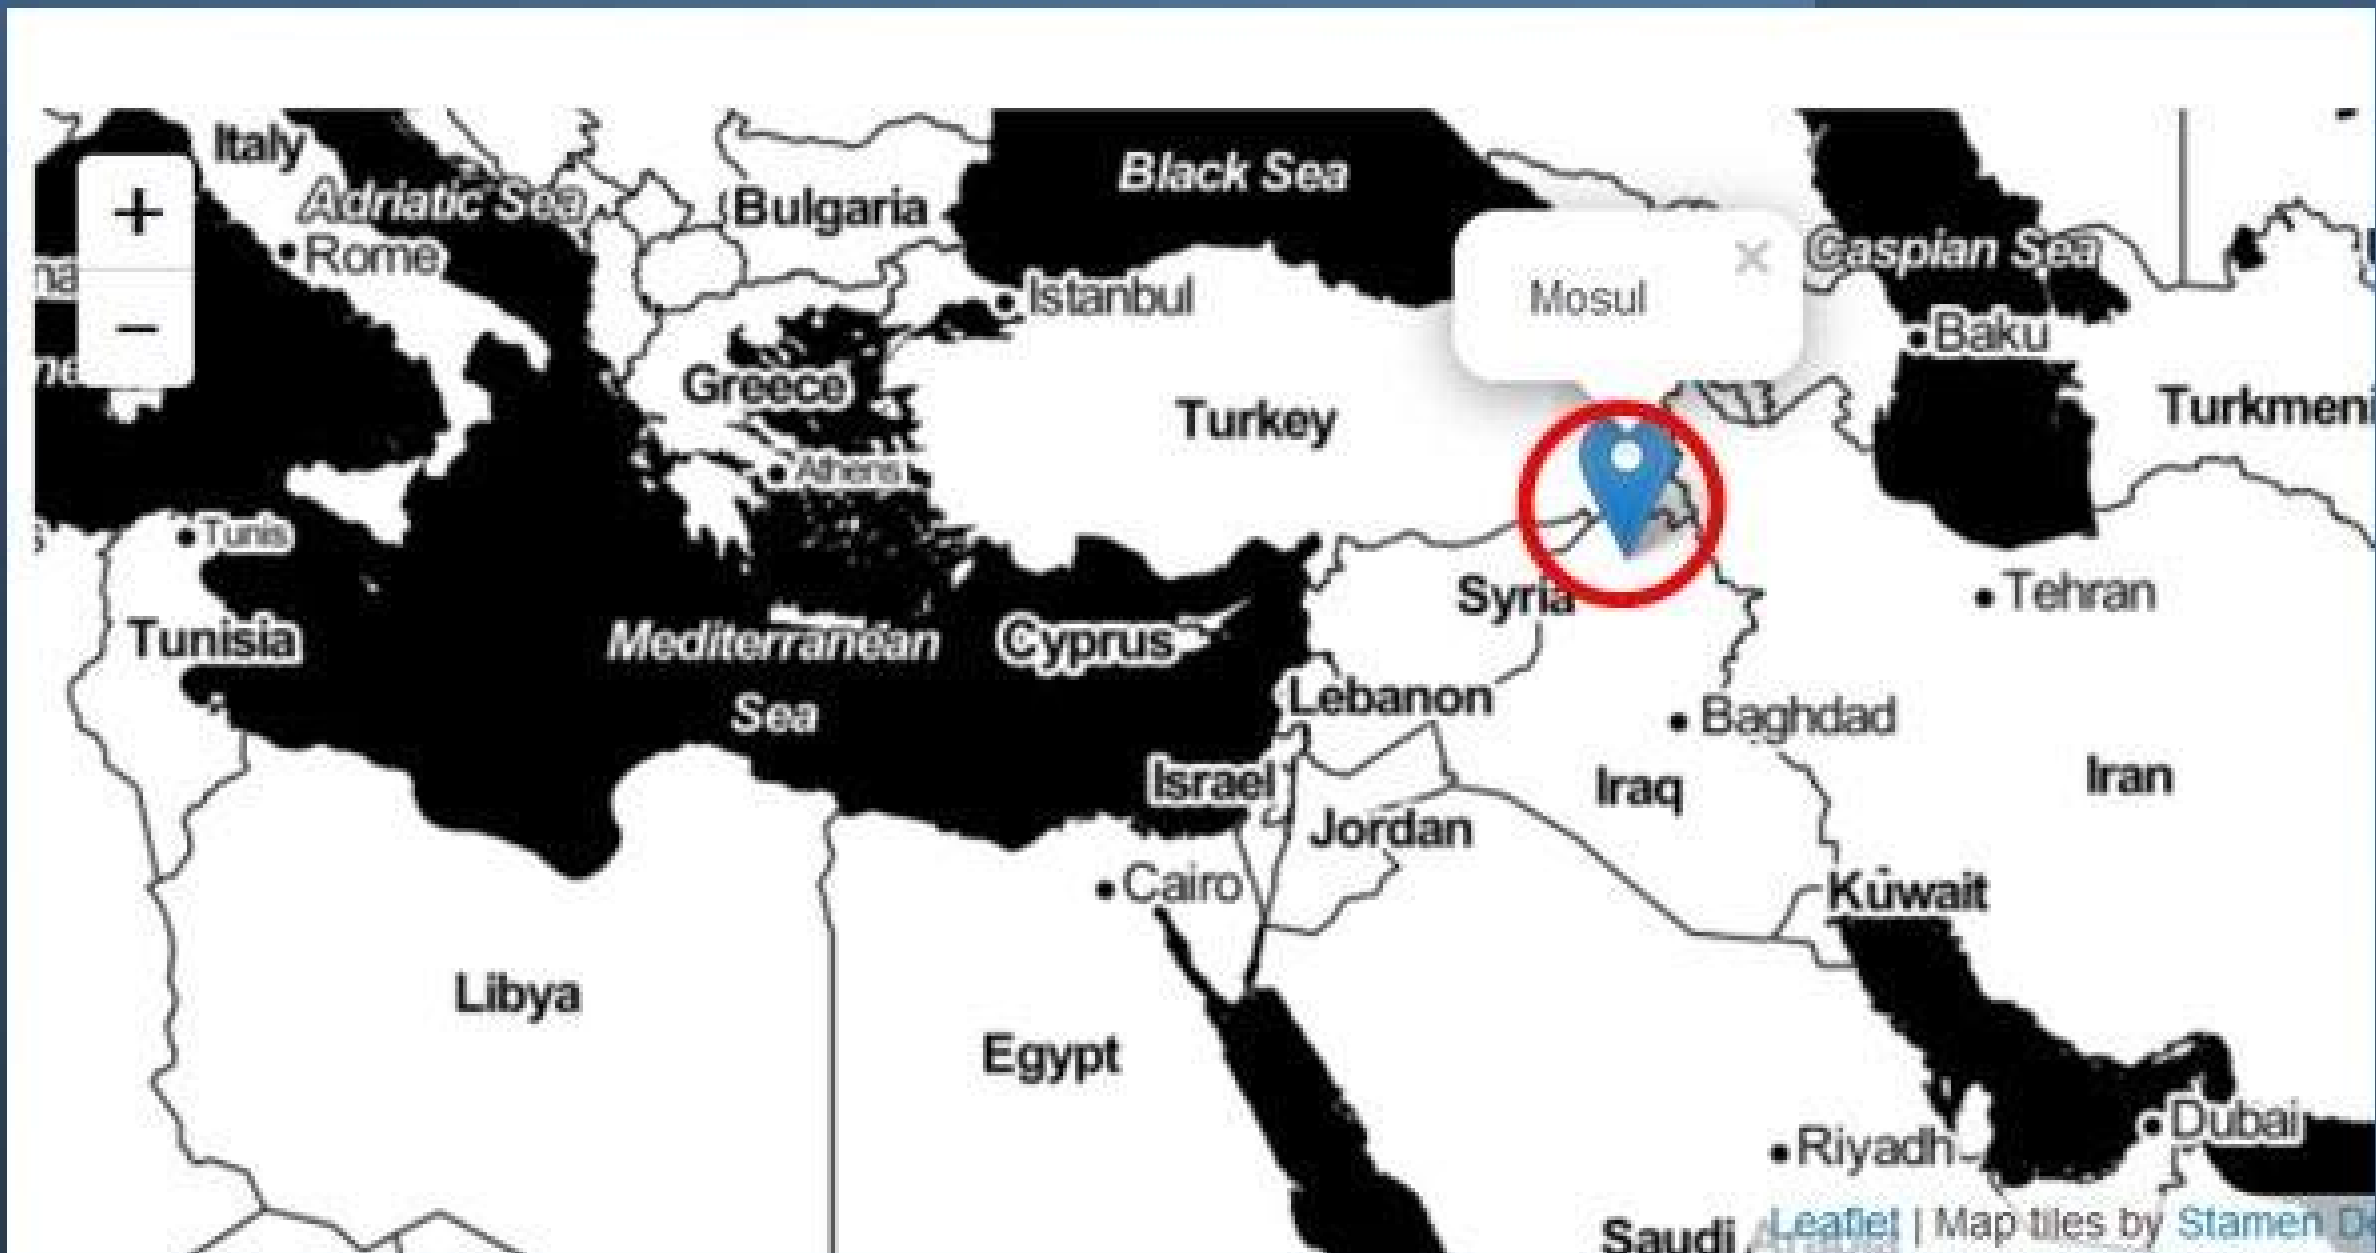 Italy
Black Sea
Adriatic Sea
Bulgaria
Rome
Caspian Sea
Istanbul
Mosul
×
+
−
Baku
Greece
Turkey
Turkmen
Athens
Tunis
Syria
Tehran
Tunisia
Mediterranean
Sea
Cyprus
Lebanon
Baghdad
Israel
Iraq
Iran
Jordan
Cairo
Kuwait
Libya
Egypt
Dubai
Riyadh
Saudi
Leaflet | Map tiles by Stamen